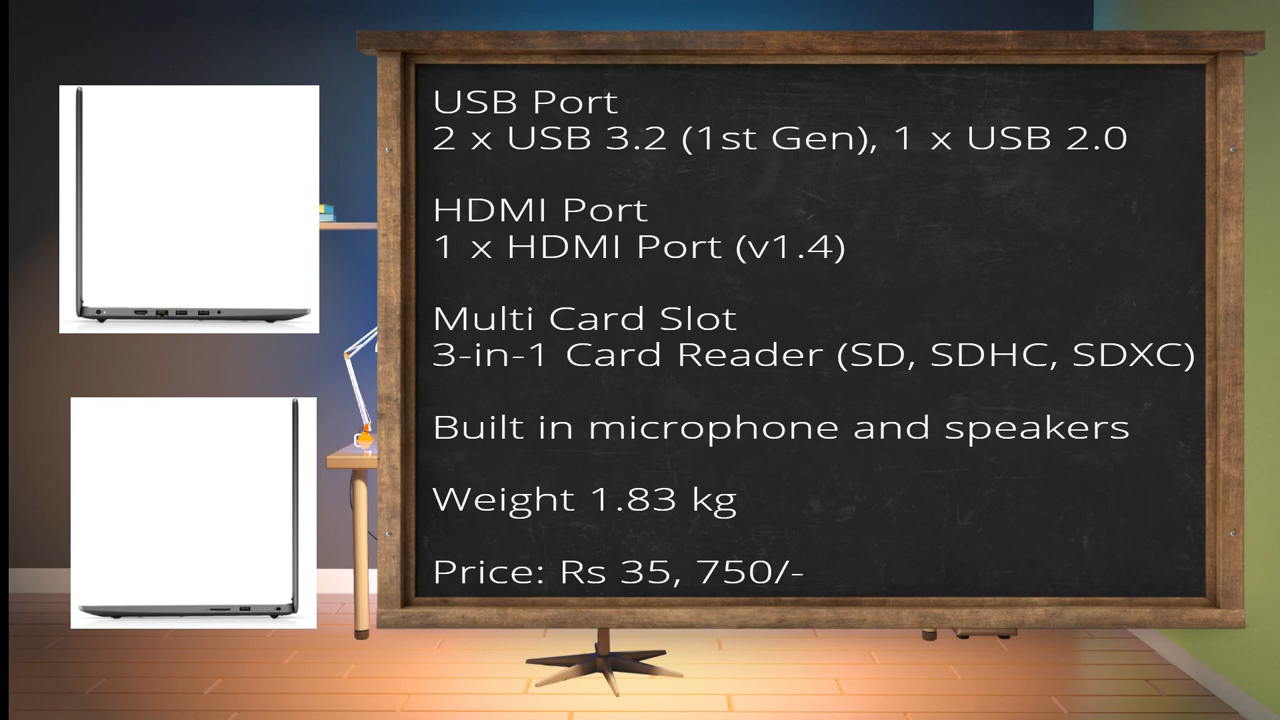 USB Port
2 x USB 3.2 (1st Gen), 1 x USB 2.0
HDMI Port
1 x HDMI Port (v1.4)
Multi Card Slot
3-in-1 Card Reader (SD, SDHC, SDXC)
Built in microphone and speakers
Weight 1.83 kg
Price: Rs 35, 750/-